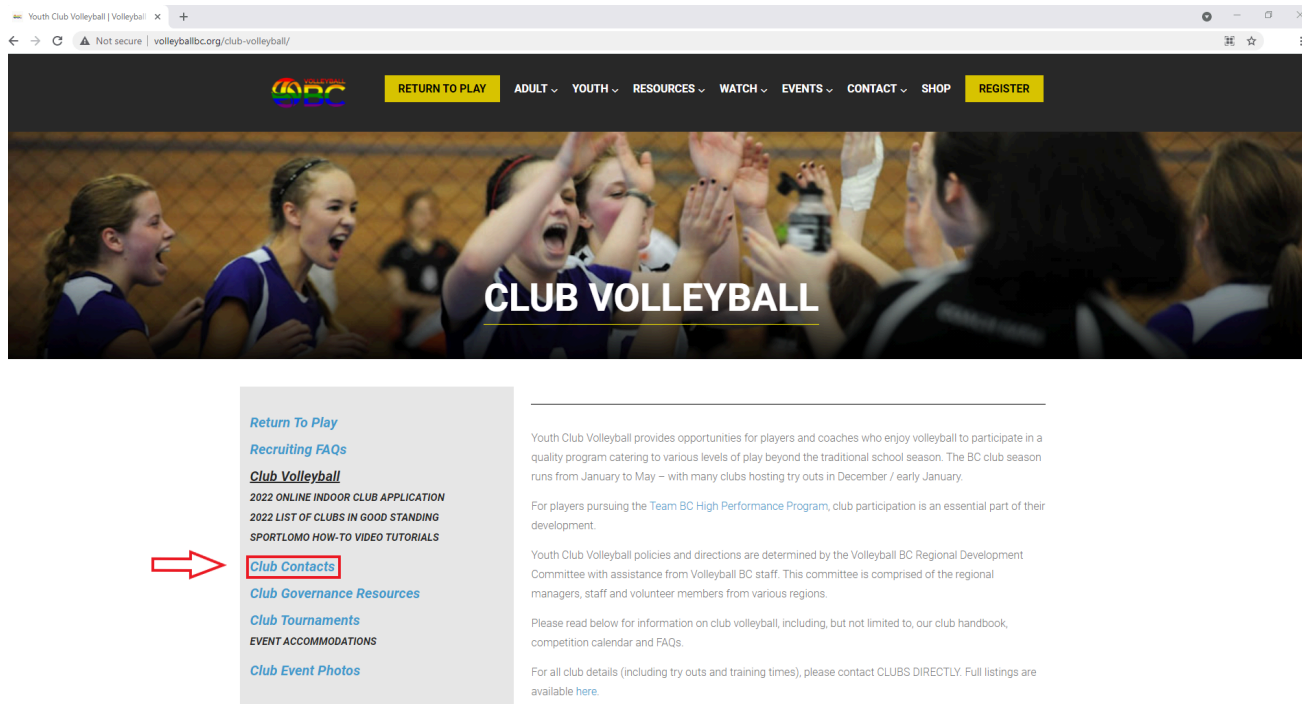 Youth Club Volleyball | Volleyball
Not secure | volleyballbc.org/club-volleyball/
VOLLEYBALL
BC
RETURN TO PLAY ADULT YOUTH RESOURCES WATCH EVENTS CONTACT SHOP REGISTER
CLUB VOLLEYBALL
Return To Play
Recruiting FAQs
Club Volleyball
2022 ONLINE INDOOR CLUB APPLICATION
2022 LIST OF CLUBS IN GOOD STANDING
SPORTLOMO HOW-TO VIDEO TUTORIALS
Club Contacts
Club Governance Resources
Club Tournaments
EVENT ACCOMMODATIONS
Club Event Photos
Youth Club Volleyball provides opportunities for players and coaches who enjoy volleyball to participate in a
quality program catering to various levels of play beyond the traditional school season. The BC club season
runs from January to May – with many clubs hosting try outs in December / early January.
For players pursuing the Team BC High Performance Program, club participation is an essential part of their
development.
Youth Club Volleyball policies and directions are determined by the Volleyball BC Regional Development
Committee with assistance from Volleyball BC staff. This committee is comprised of the regional
managers, staff and volunteer members from various regions.
Please read below for information on club volleyball, including, but not limited to, our club handbook,
competition calendar and FAQs.
For all club details (including try outs and training times), please contact CLUBS DIRECTLY. Full listings are
available here.